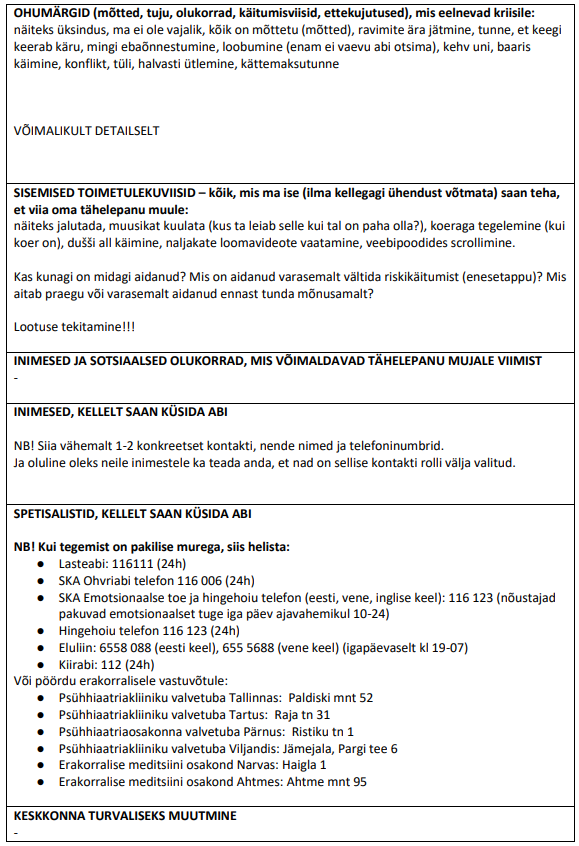 OHUMÄRGID (mõtted, tuju, olukorrad, käitumisviisid, ettekujutused), mis eelnevad kriisile:
näiteks üksindus, ma ei ole vajalik, kõik on mõttetu (mõtted), ravimite ära jätmine, tunne, et keegi
keerab käru, mingi ebaõnnestumine, loobumine (enam ei vaevu abi otsima), kehv uni, baaris
käimine, konflikt, tüli, halvasti ütlemine, kättemaksutunne
VÕIMALIKULT DETAILSELT
SISEMISED TOIMETULEKUVIISID – kõik, mis ma ise (ilma kellegagi ühendust võtmata) saan teha,
et viia oma tähelepanu muule:
näiteks jalutada, muusikat kuulata (kus ta leiab selle kui tal on paha olla?), koeraga tegelemine (kui
koer on), dušši all käimine, naljakate loomavideote vaatamine, veebipoodides scrollimine.
Kas kunagi on midagi aidanud? Mis on aidanud varasemalt vältida riskikäitumist (enesetappu)? Mis
aitab praegu või varasemalt aidanud ennast tunda mõnusamalt?
Lootuse tekitamine!!!
INIMESED JA SOTSIAALSED OLUKORRAD, MIS VÕIMALDAVAD TÄHELEPANU MUJALE VIIMIST
-
INIMESED, KELLELT SAAN KÜSIDA ABI
NB! Siia vähemalt 1-2 konkreetset kontakti, nende nimed ja telefoninumbrid.
Ja oluline oleks neile inimestele ka teada anda, et nad on sellise kontakti rolli välja valitud.
SPETISALISTID, KELLELT SAAN KÜSIDA ABI
NB! Kui tegemist on pakilise murega, siis helista:
● Lasteabi: 116111 (24h)
● SKA Ohvriabi telefon 116 006 (24h)
● SKA Emotsionaalse toe ja hingehoiu telefon (eesti, vene, inglise keel): 116 123 (nõustajad
pakuvad emotsionaalset tuge iga päev ajavahemikul 10-24)
● Hingehoiu telefon 116 123 (24h)
● Eluliin: 6558 088 (eesti keel), 655 5688 (vene keel) (igapäevaselt kl 19-07)
● Kiirabi: 112 (24h)
Või pöördu erakorralisele vastuvõtule:
● Psühhiaatriakliiniku valvetuba Tallinnas: Paldiski mnt 52
● Psühhiaatriakliiniku valvetuba Tartus: Raja tn 31
● Psühhiaatriaosakonna valvetuba Pärnus: Ristiku tn 1
● Psühhiaatriakliiniku valvetuba Viljandis: Jämejala, Pargi tee 6
● Erakorralise meditsiini osakond Narvas: Haigla 1
● Erakorralise meditsiini osakond Ahtmes: Ahtme mnt 95
KESKKONNA TURVALISEKS MUUTMINE
-